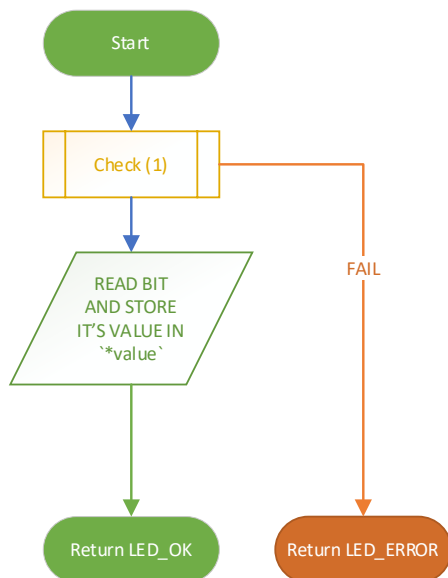 Start
Check (1)
FAIL
READ BIT
AND STORE
IT'S VALUE IN
`*value`
Return LED_OK
Return LED_ERROR